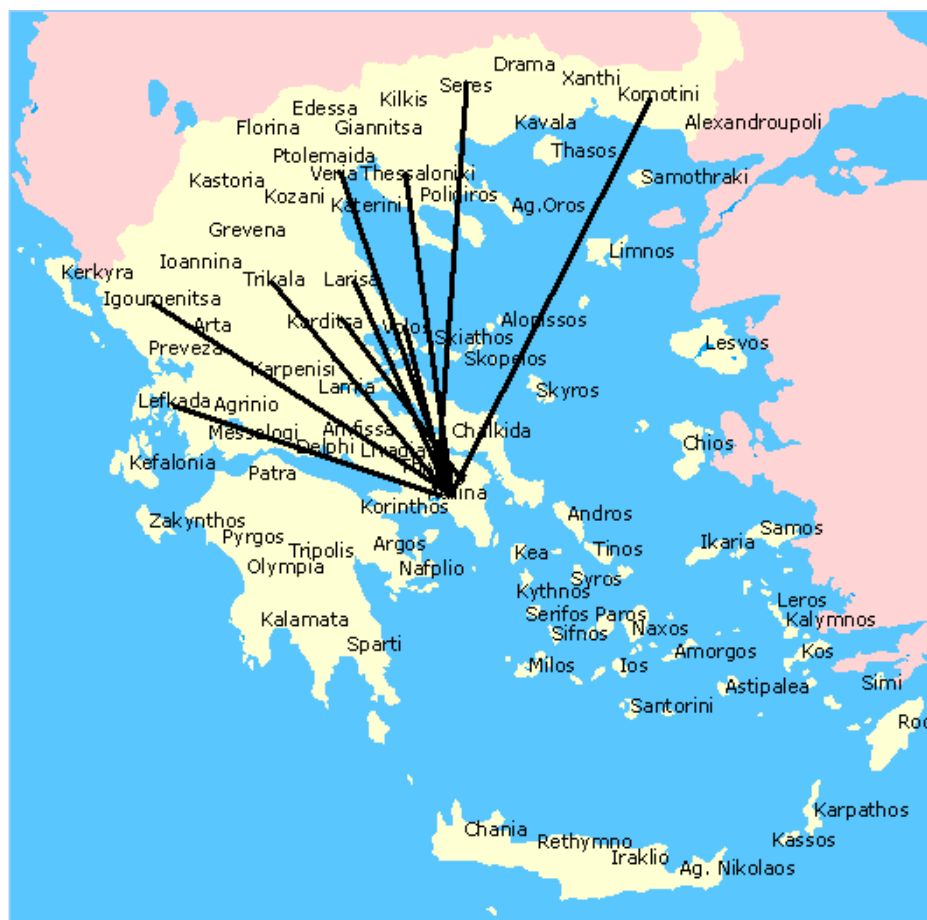 Drama
Xanthi
Seres
Komotini
Kilkis
Edessa
Florina
Giannitsa
Kavala
Alexandroupoli
Thasos
Ptolemaida
Veria
Thessaloniki
Kastoria
Samothraki
Kozani
Katerini
Poligiros
Ag.Oros
Grevena
Limnos
Ioannina
Kerkyra
Trikala
Larisa
Igoumenitsa
Arta
Karditsa
Volos
Alonissos
Skiathos
Preveza
Skopelos
Lesvos
Karpenisi
Lamia
Skyros
Lefkada
Agrinio
Messologi
Amfissa
Chalkida
Delphi
Livadia
Chios
Kefalonia
Patra
Korinthos
Zakynthos
Andros
Samos
Pyrgos
Tripolis
Argos
Kea
Tinos
Ikaria
Olympia
Nafplio
Syros
Kythnos
Leros
Kalamata
Serifos
Paros
Kalymnos
Sifnos
Naxos
Sparti
Amorgos
Kos
Milos
Ios
Astipalea
Simi
Santorini
Karpathos
Chania
Rethymno
Kassos
Iraklio
Ag. Nikolaos